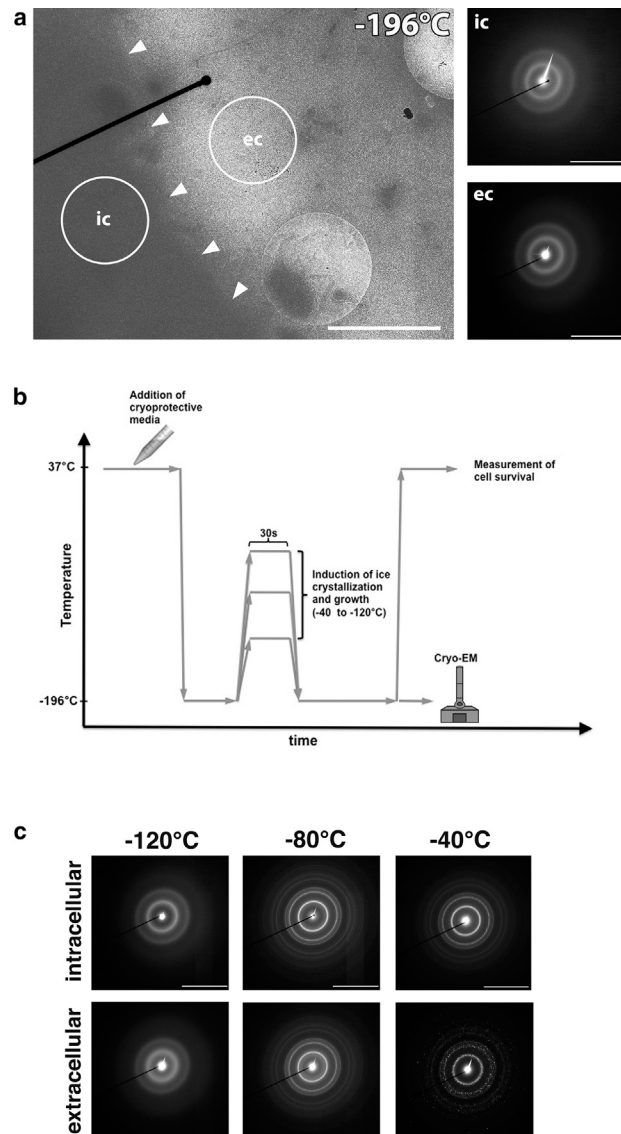 a
-196°C
ec
ic
ic
ec
b
Addition of
cryoprotective
media
37°C
Measurement of
cell survival
30s
Induction of ice
crystallization
and growth
(-40 to -120°C)
Temperature
Cryo-EM
-196°C
time
c
-120°C
-80°C
-40°C
intracellular
extracellular